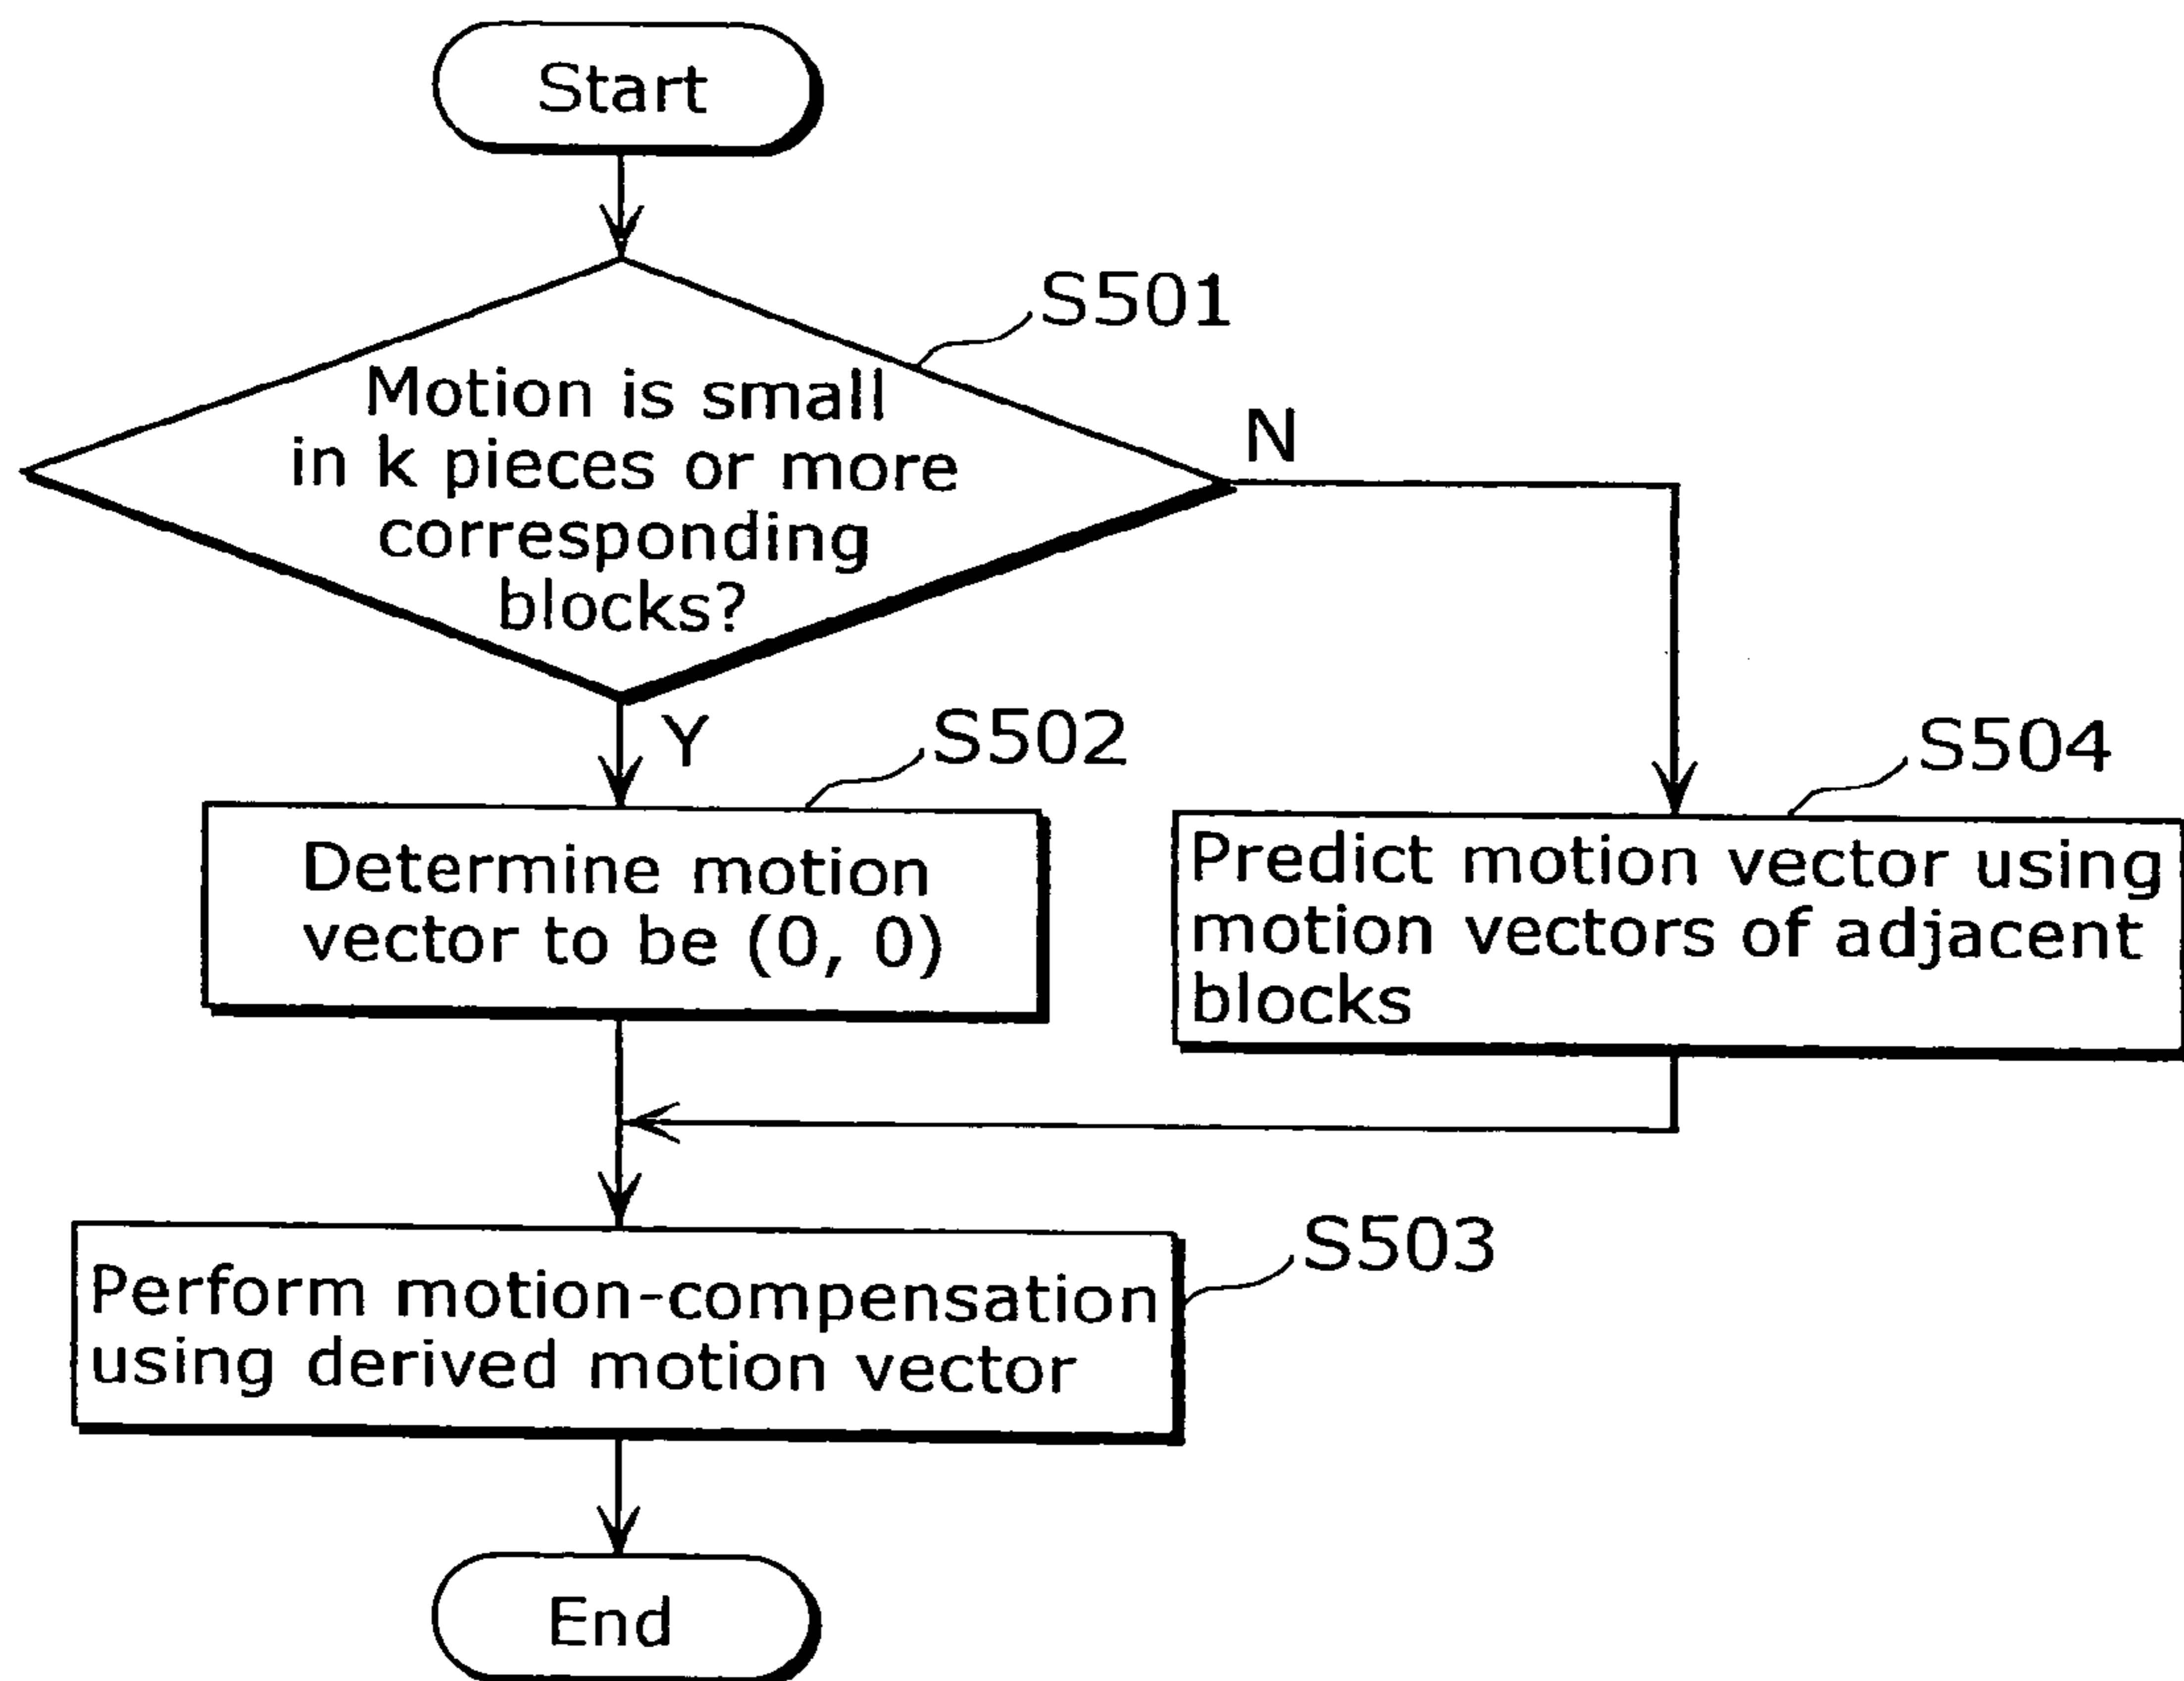 Start
S501
Motion is small
in k pieces or more
corresponding
blocks?
N
Y
S502
Determine motion
vector to be (0, 0)
S504
Predict motion vector using
motion vectors of adjacent
blocks
S503
Perform motion-compensation
using derived motion vector
End